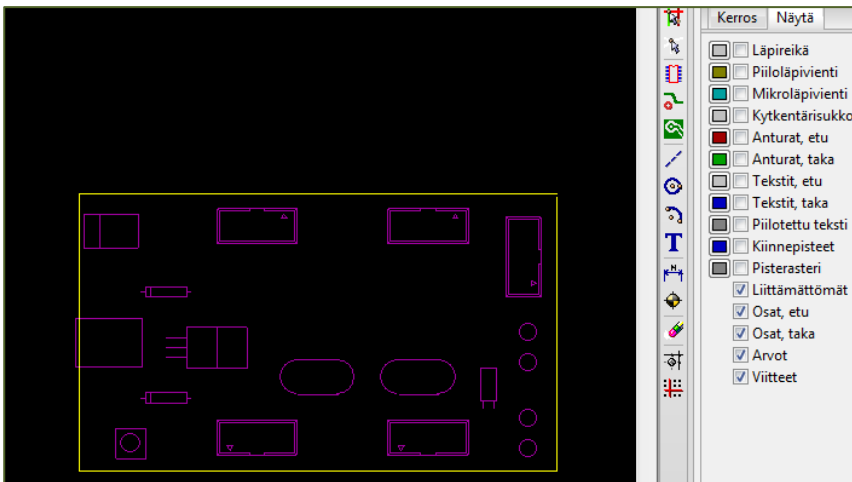 Kerros Näytä
Läpireikä
Piiloläpivienti
Mikroläpivienti
Kytkentärisukko
Anturat, etu
Anturat, taka
Tekstit, etu
Tekstit, taka
Piilotettu teksti
Kiinnepisteet
Pisterasteri
Liittämättömät
Osat, etu
Osat, taka
Arvot
Viitteet
T
N